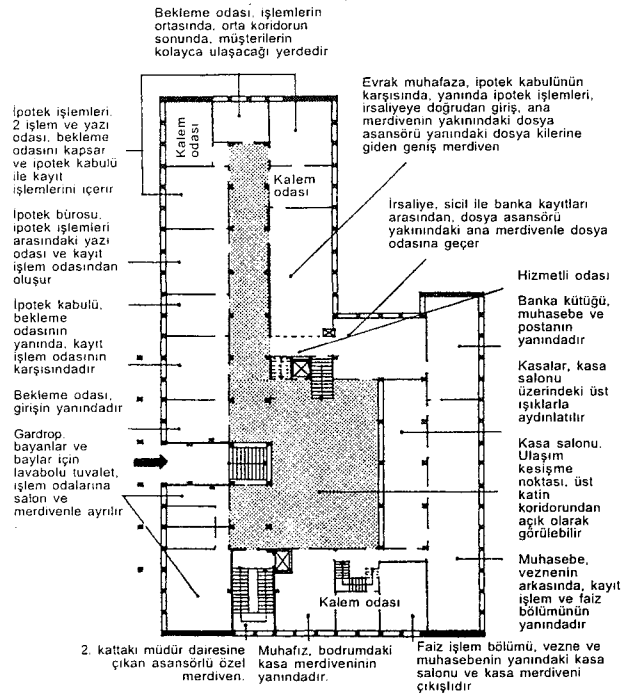 Bekleme odası, işlemlerin
ortasında, orta koridorun
sonunda, müşterilerin
kolayca ulaşacağı yerdedir
Evrak muhafaza, ipotek kabulünün
karşısında, yanında ipotek işlemleri,
irsaliyeye doğrudan giriş, ana
merdivenin yakınındaki dosya
asansörü yanındaki dosya kilerine
giden geniş merdiven
İpotek işlemleri,
2 işlem ve yazı
odası, bekleme
odasını kapsar
ve ipotek kabulü
ile kayıt
işlemlerini içerir
Kalem
odası
Kalem
odası
İrsaliye, sicil ile banka kayıtları
arasından, dosya asansörü
yakınındaki ana merdivenle dosya
odasına geçer
İpotek bürosu,
ipotek işlemleri
arasındaki yazı
odası ve kayıt
işlem odasından
oluşur
Hizmetli odası
İpotek kabulü,
bekleme
odasının
yanında, kayıt
işlem odasının
karşısındadır
Banka kütüğü,
muhasebe ve
postanın
yanındadır
Kasalar, kasa
salonu
üzerindeki üst
ışıklarla
aydınlatılır
Bekleme odası,
girişin yanındadır
Gardrop,
bayanlar ve
baylar için
lavabolu tuvalet,
işlem odalarına
salon ve
merdivenle ayrılır
Kasa salonu.
Ulaşım
kesişme
noktası, üst
katin
koridorundan
açık olarak
görülebilir
Muhasebe,
veznenin
arkasında, kayıt
işlem ve faiz
bölümünün
yanındadır
Kalem odası
2. kattaki müdür dairesine
çıkan asansörlü özel
merdiven.
Muhafız, bodrumdaki
kasa merdiveninin
yanındadır.
Faiz işlem bölümü, vezne ve
muhasebenin yanındaki kasa
salonu ve kasa merdiveni
çıkışlıdır